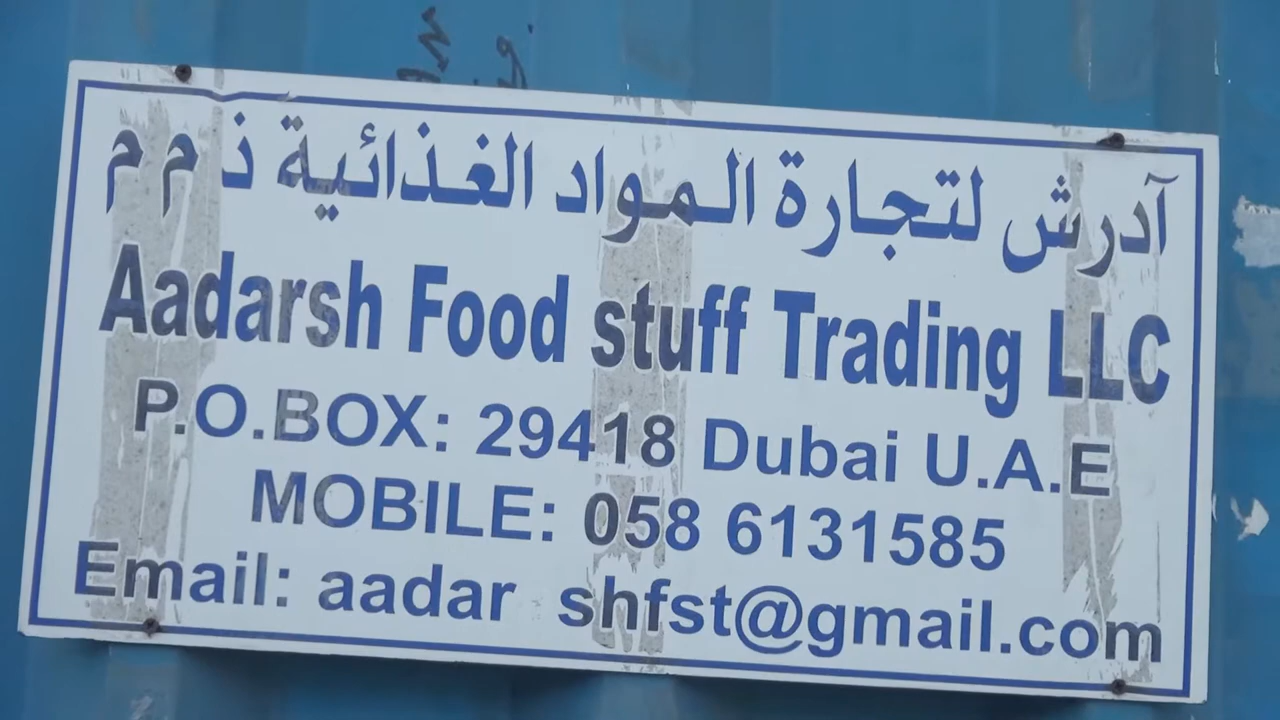 آدرش لتجارة المواد الغذائية ذ م م
Aadarsh Food stuff Trading LLC
P.O.BOX: 29418 Dubai U.A.E
MOBILE: 058 6131585
Email: aadar shfst@gmail.com